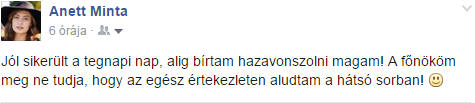 Anett Minta
6 órája ·
Jól sikerült a tegnapi nap, alig bírtam hazavonszolni magam! A főnököm
meg ne tudja, hogy az egész értekezleten aludtam a hátsó sorban! 😃